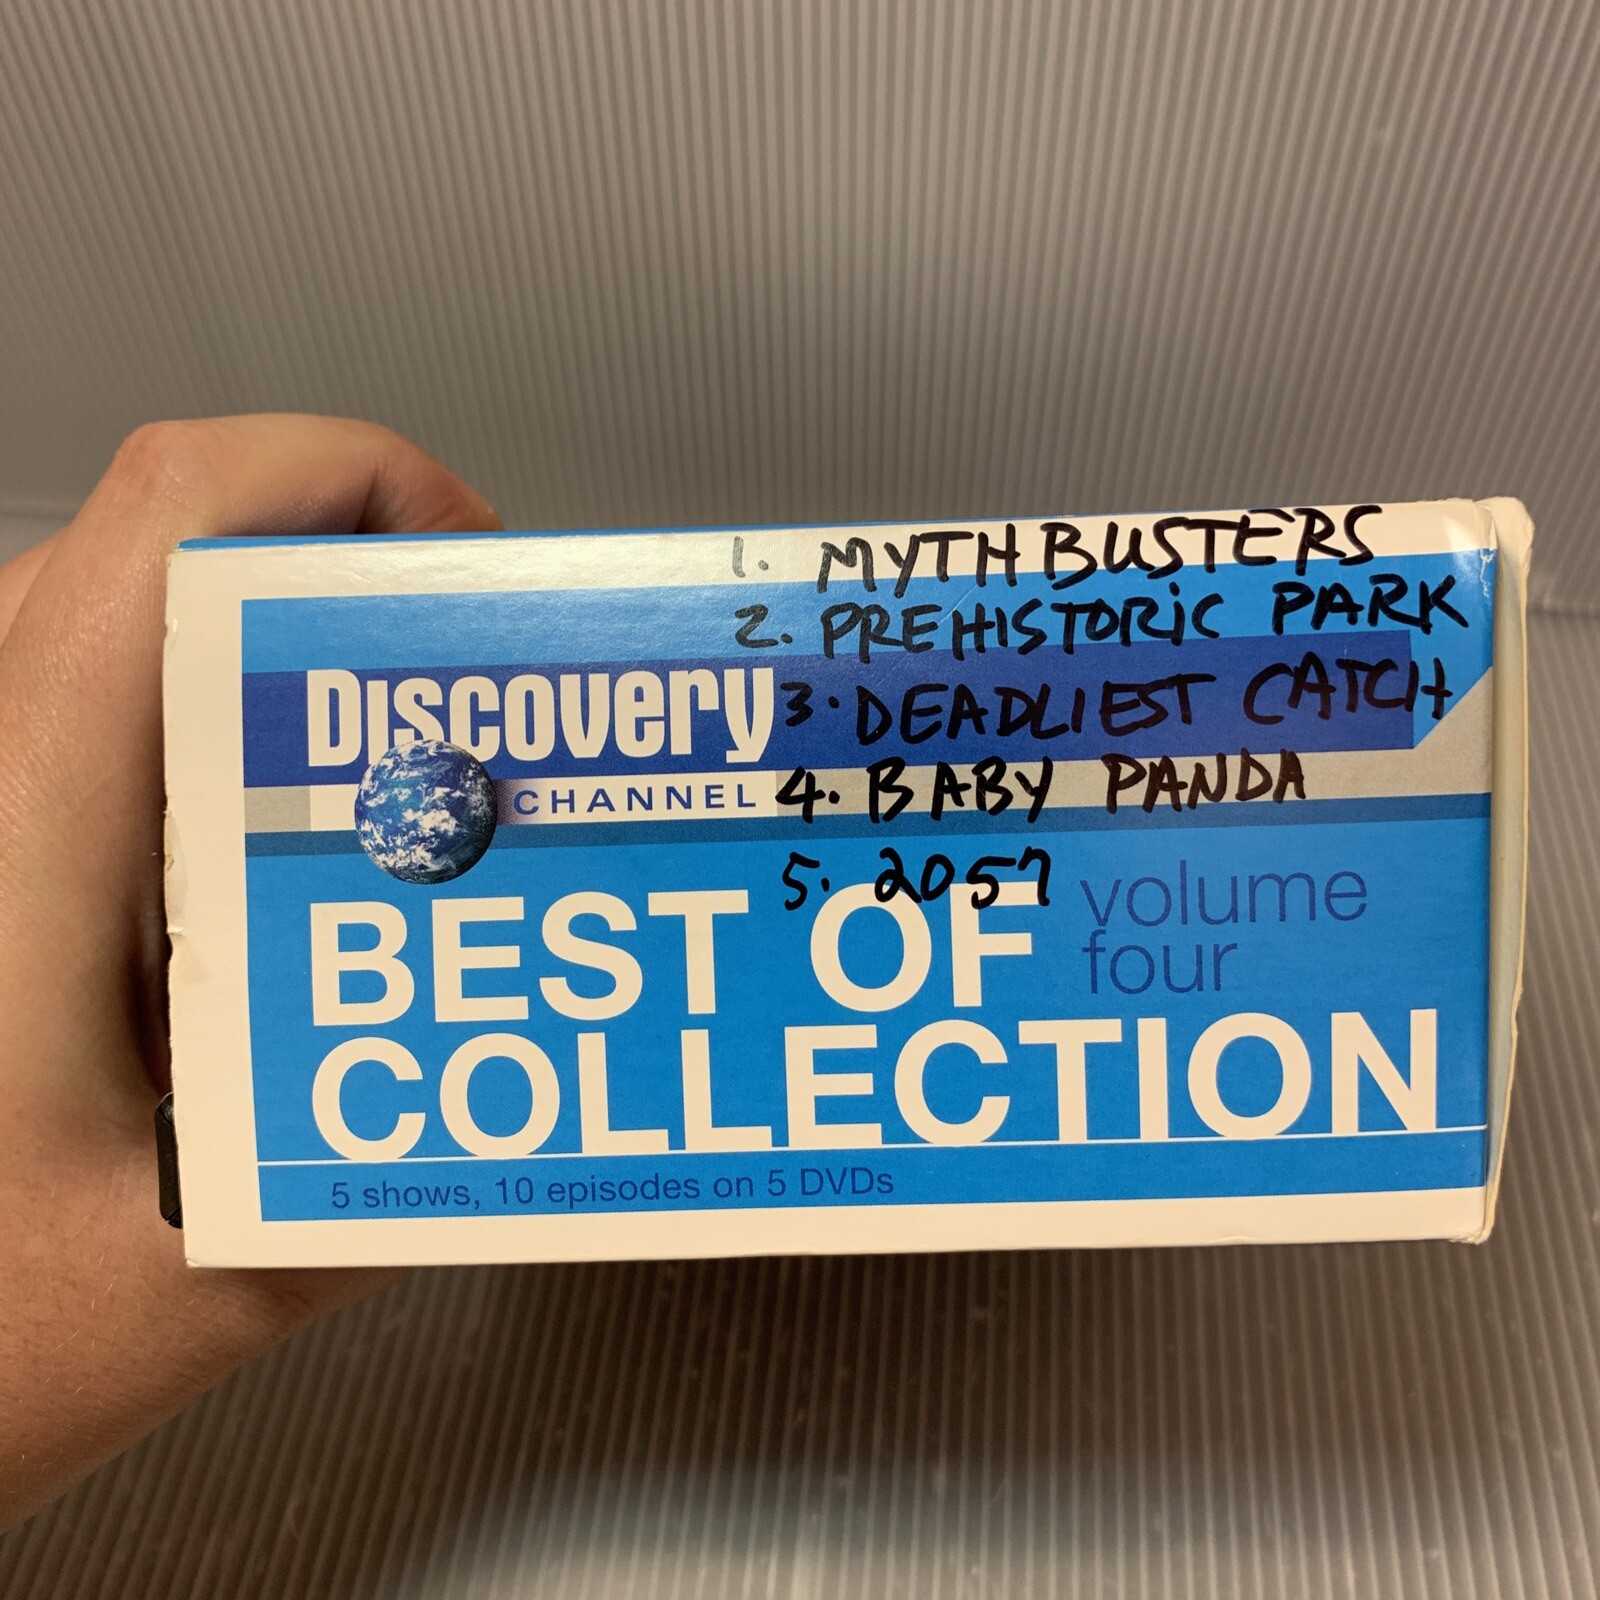 1. MYTHBUSTERS
2. PREHISTORIC PARK
3. DEADLIEST CATCH
4. BABY PANDA
5. 2057
Discovery
CHANNEL
BEST OF volume
four
COLLECTION
5 shows, 10 episodes on 5 DVDs